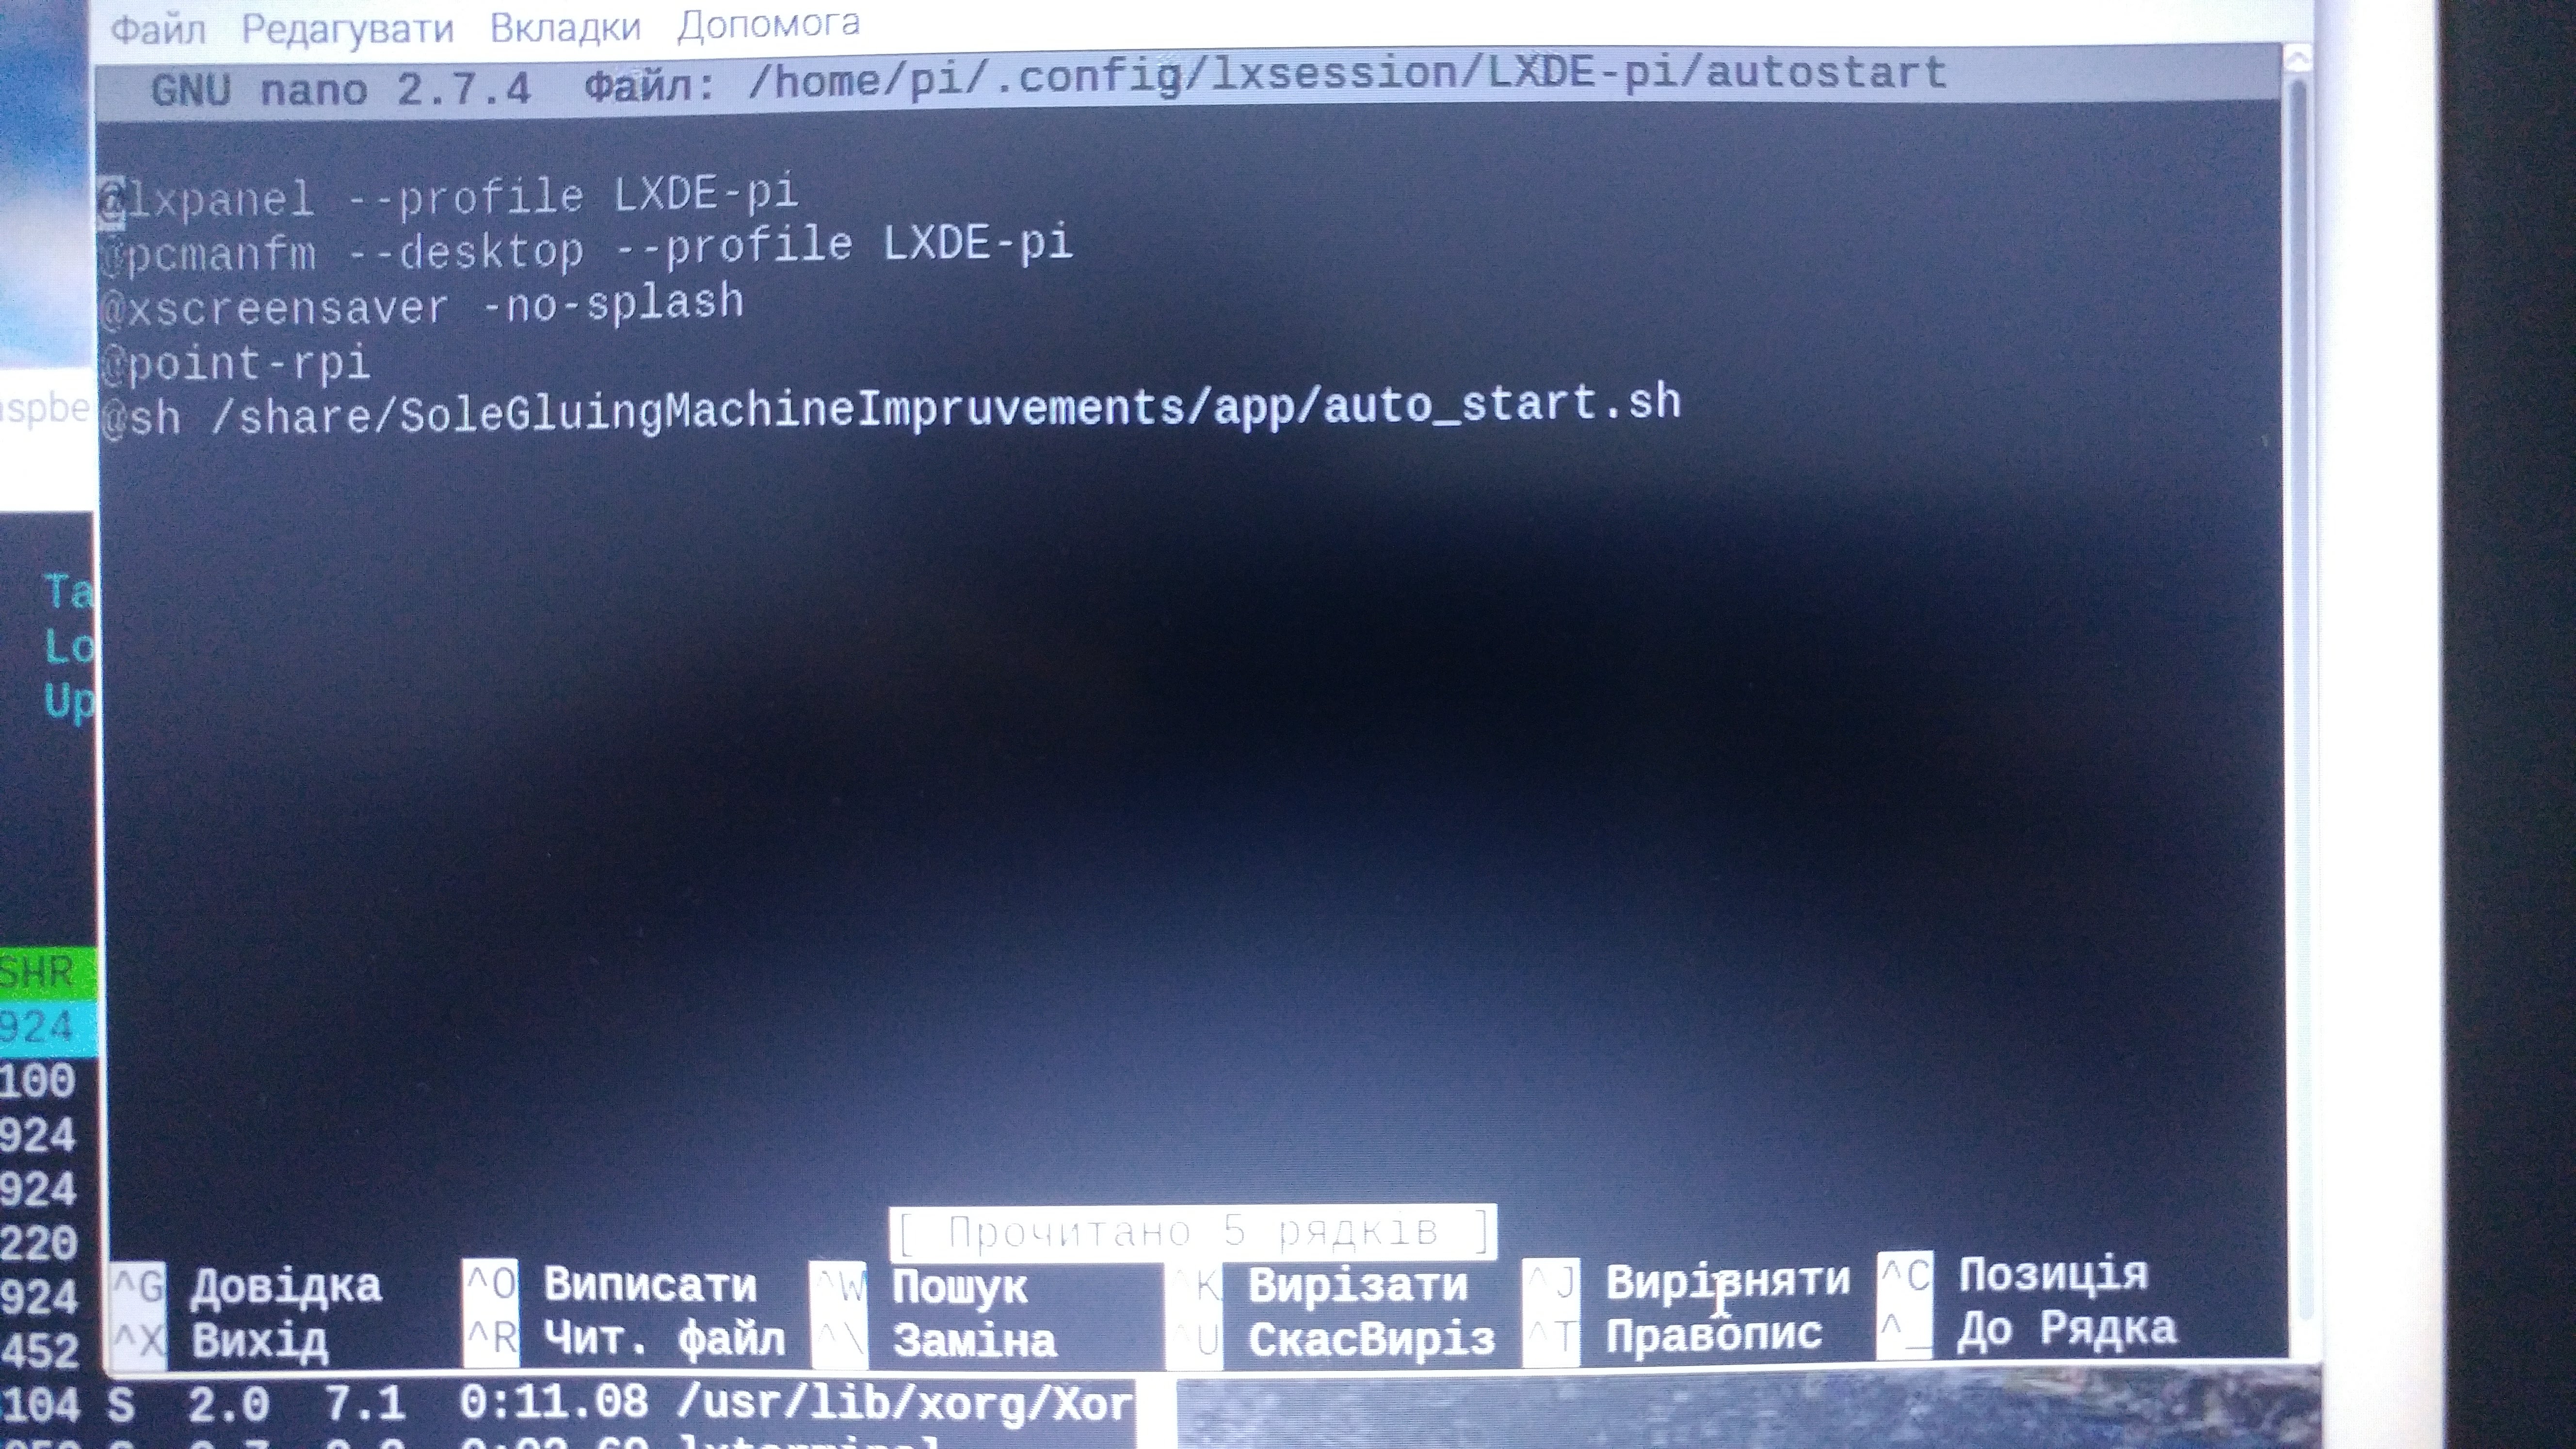 Файл Редагувати Вкладки Допомога
GNU nano 2.7.4 Файл: /home/pi/.config/lxsession/LXDE-pi/autostart
@lxpanel --profile LXDE-pi
@pcmanfm --desktop --profile LXDE-pi
@xscreensaver -no-splash
@point-rpi
@sh /share/SoleGluingMachineImpruvements/app/auto_start.sh
spbe
Ta
Lo
Up
SHR
924
100
924
924
220
924
452
[ Прочитано 5 рядків ]
^G Довідка ^O Виписати ^W Пошук ^K Вирізати ^J Вирівняти ^C Позиція
^X Вихід ^R Чит. файл ^\ Заміна ^U СкасВиріз ^T Правопис ^_ До Рядка
104 S 2.0 7.1 0:11.08 /usr/lib/xorg/Xor